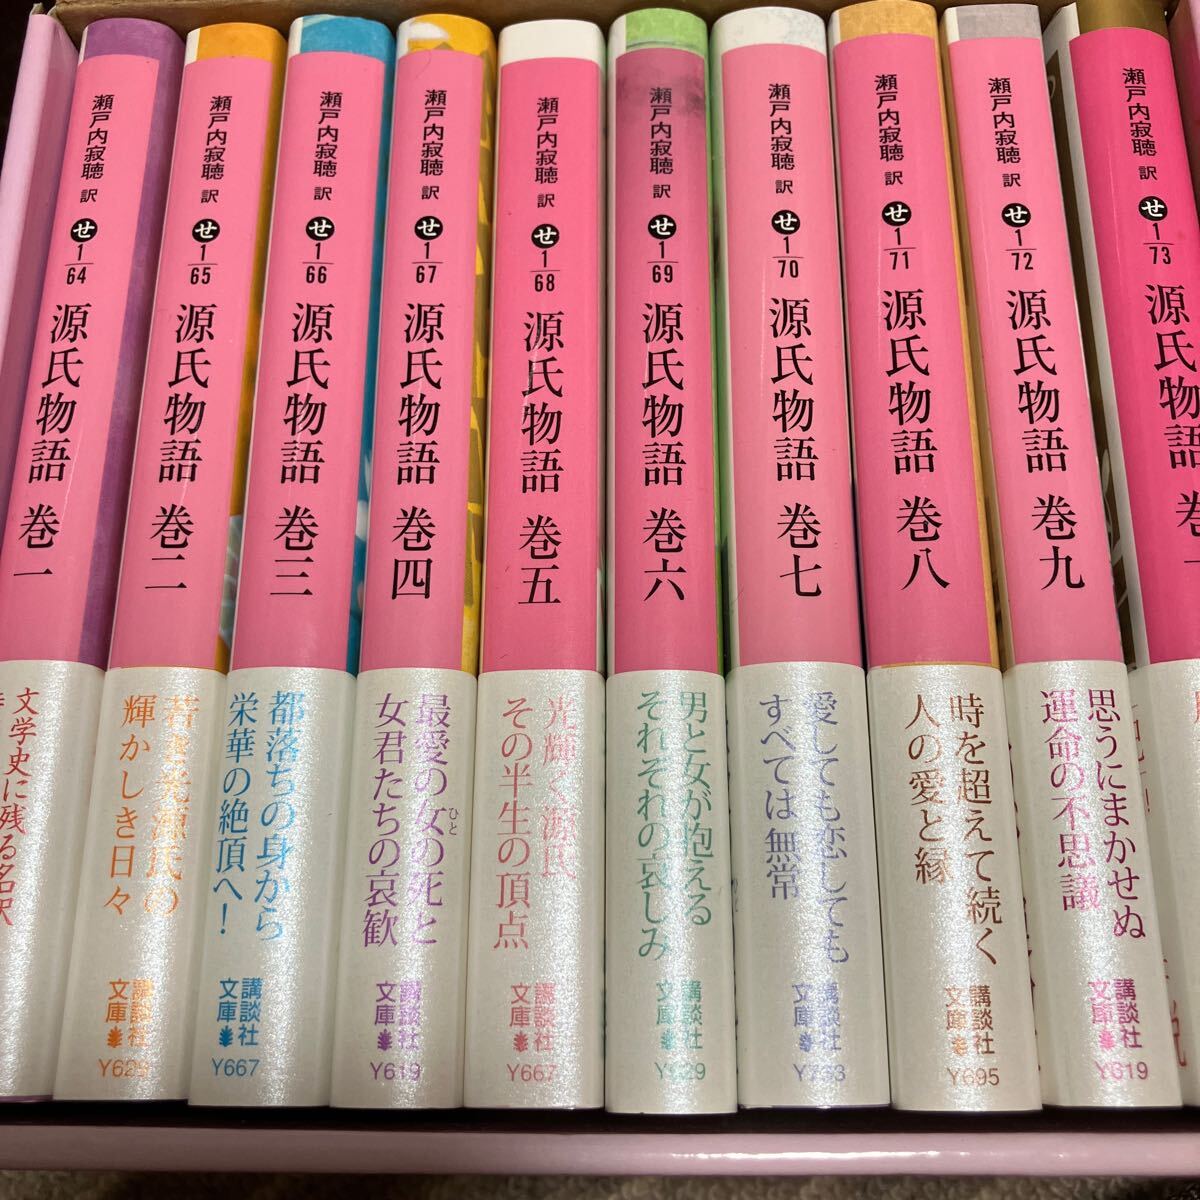 瀬戸内寂聴 訳
せ
1/64
源氏物語 巻一
文学史に残る名訳
瀬戸内寂聴 訳
せ
1/65
源氏物語 巻二
若き光源氏の
輝かしき日々
講談社
文庫
Y629
瀬戸内寂聴 訳
せ
1/66
源氏物語 巻三
都落ちの身から
栄華の絶頂へ!
講談社
文庫
Y667
瀬戸内寂聴 訳
せ
1/67
源氏物語 巻四
最愛の女の死と
ひと
女君たちの哀歓
講談社
文庫
Y619
瀬戸内寂聴 訳
せ
1/68
源氏物語 巻五
光輝く源氏
その半生の頂点
講談社
文庫
Y667
瀬戸内寂聴 訳
せ
1/69
源氏物語 巻六
男と女が抱える
それぞれの哀しみ
講談社
文庫
Y629
瀬戸内寂聴 訳
せ
1/70
源氏物語 巻七
愛しても恋しても
すべては無常
講談社
文庫
瀬戸内寂聴 訳
せ
1/71
源氏物語 巻八
時を超えて続く
人の愛と縁
講談社
文庫
Y695
瀬戸内寂聴 訳
せ
1/72
源氏物語 巻九
思うにまかせぬ
運命の不思議
講談社
文庫
Y619
瀬戸内寂聴 訳
せ
1/73
源氏物語